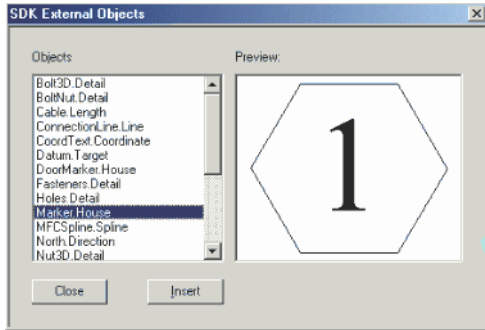 SDK External Objects
Objects
Preview:
Bolt3D.Detail
BoltNut.Detail
Cable.Length
ConnectionLine.Line
CoordText.Coordinate
Datum.Target
DoorMarker.House
Fasteners.Detail
Holes.Detail
Marker.House
MFCSpline.Spline
North.Direction
Nut3D.Detail
1
Close
Insert